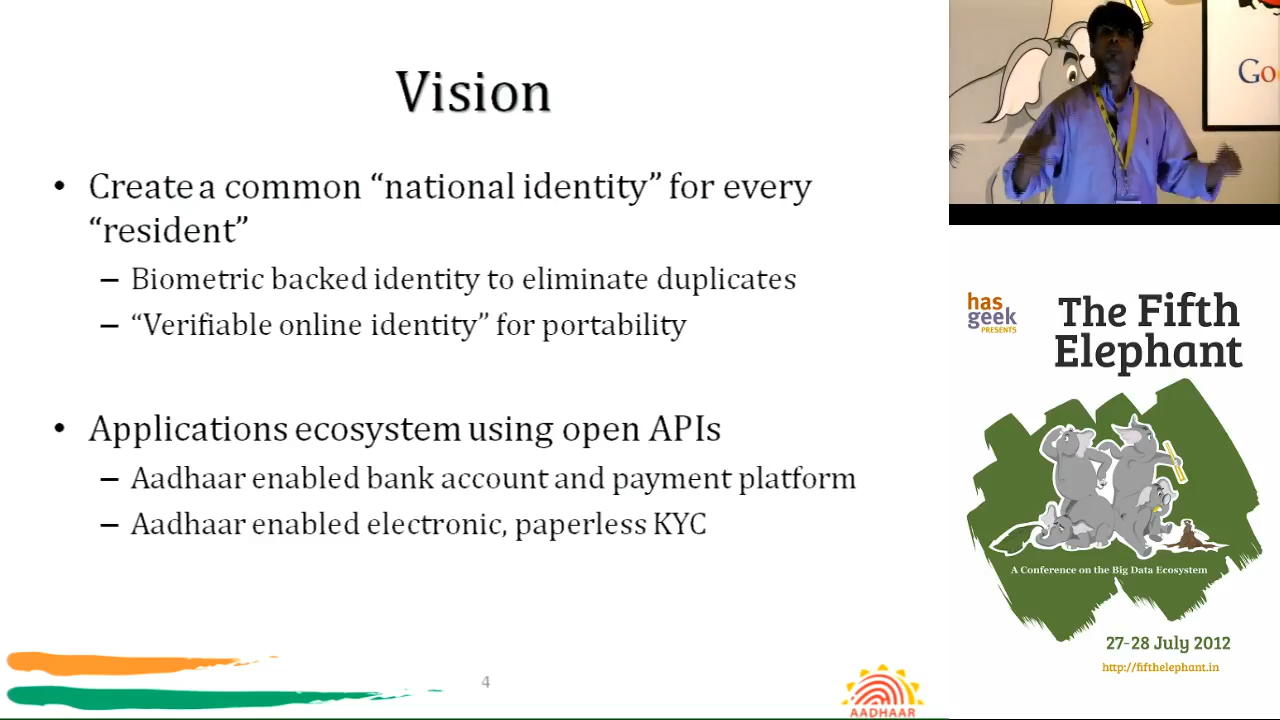 Vision
• Create a common “national identity” for every
“resident”
– Biometric backed identity to eliminate duplicates
– “Verifiable online identity” for portability
• Applications ecosystem using open APIs
– Aadhaar enabled bank account and payment platform
– Aadhaar enabled electronic, paperless KYC
4
AADHAAR
Go
has
geek
PRESENTS
The Fifth
Elephant
A Conference on the Big Data Ecosystem
27-28 July 2012
http://fifthelephant.in